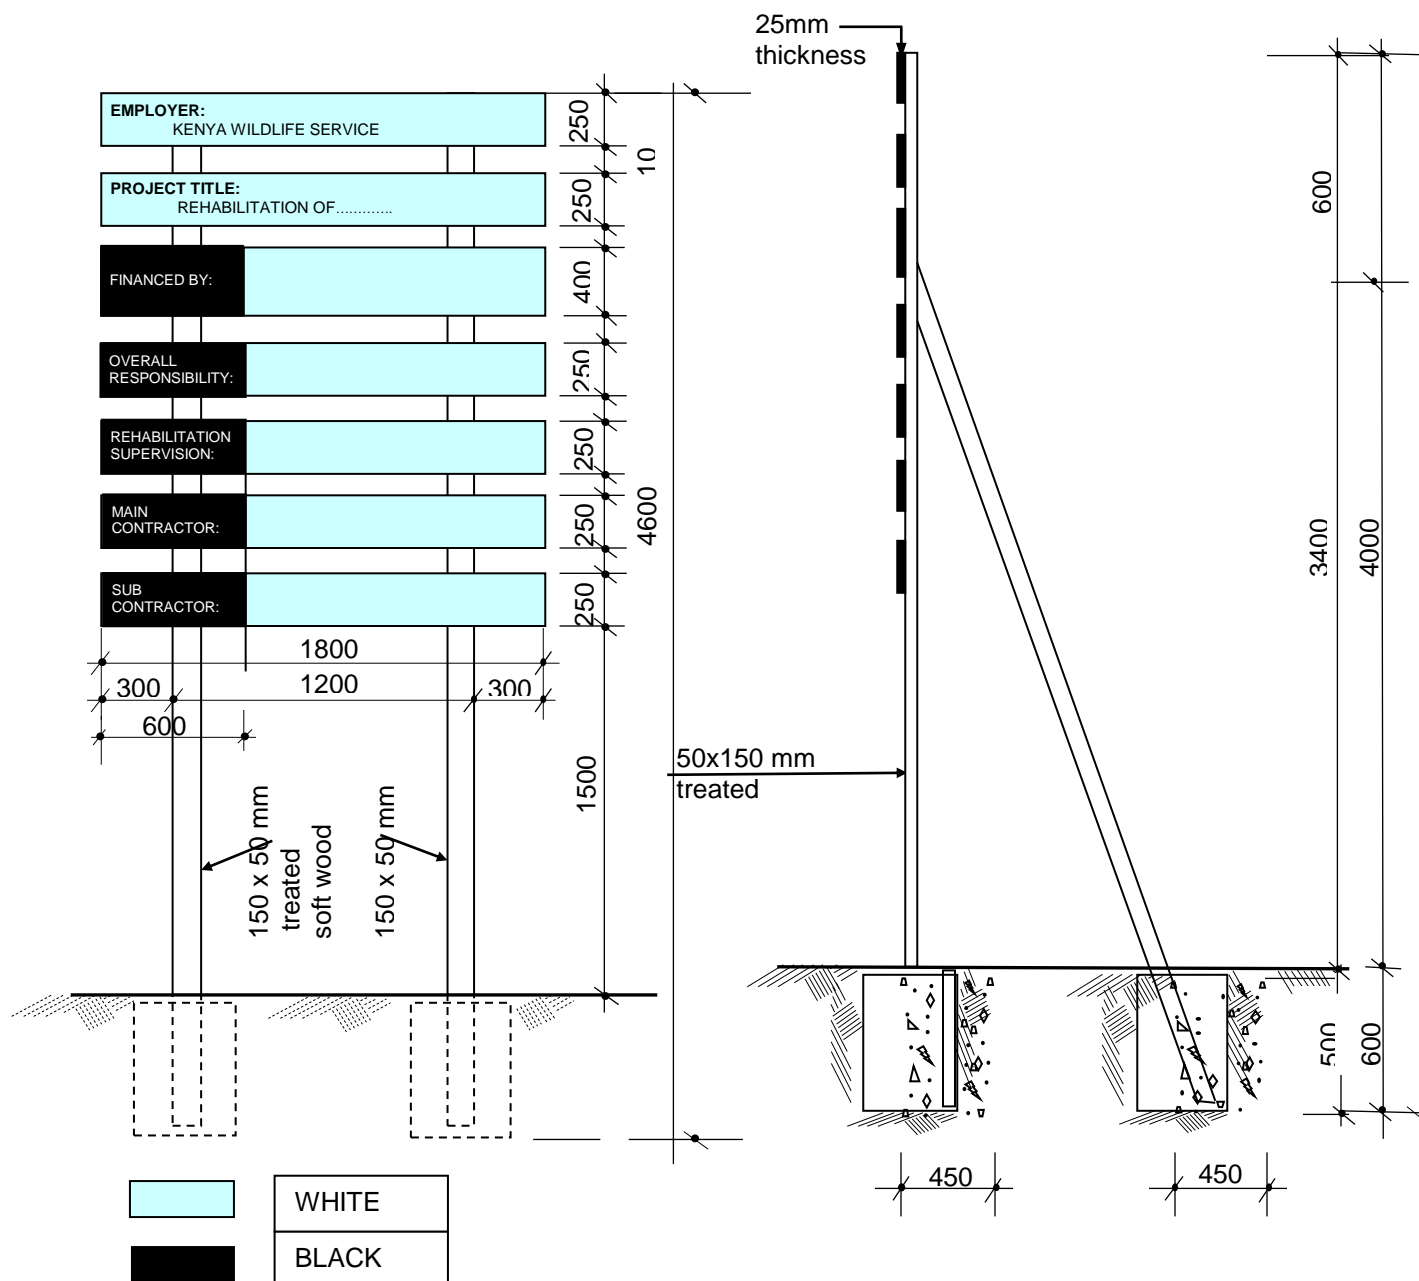 25mm
thickness
EMPLOYER:
KENYA WILDLIFE SERVICE
250
10
PROJECT TITLE:
REHABILITATION OF.............
250
600
FINANCED BY:
400
OVERALL
RESPONSIBILITY:
250
REHABILITATION
SUPERVISION:
250
4600
3400
4000
MAIN
CONTRACTOR:
250
SUB
CONTRACTOR:
250
1800
300
1200
300
600
1500
50x150 mm
treated
150 x 50 mm
treated
soft wood
150 x 50 mm
500
600
450
450
WHITE
BLACK